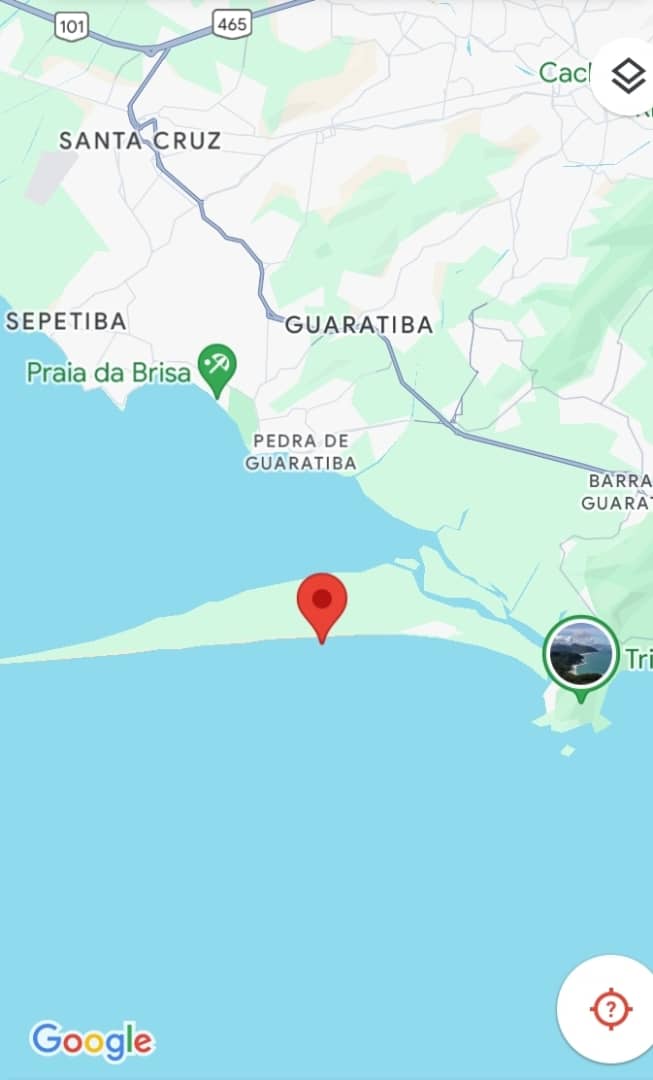 101
465
Cacl
SANTA CRUZ
SEPETIBA
GUARATIBA
Praia da Brisa
PEDRA DE
GUARATIBA
BARRA
GUARAT
Tri
?
Google